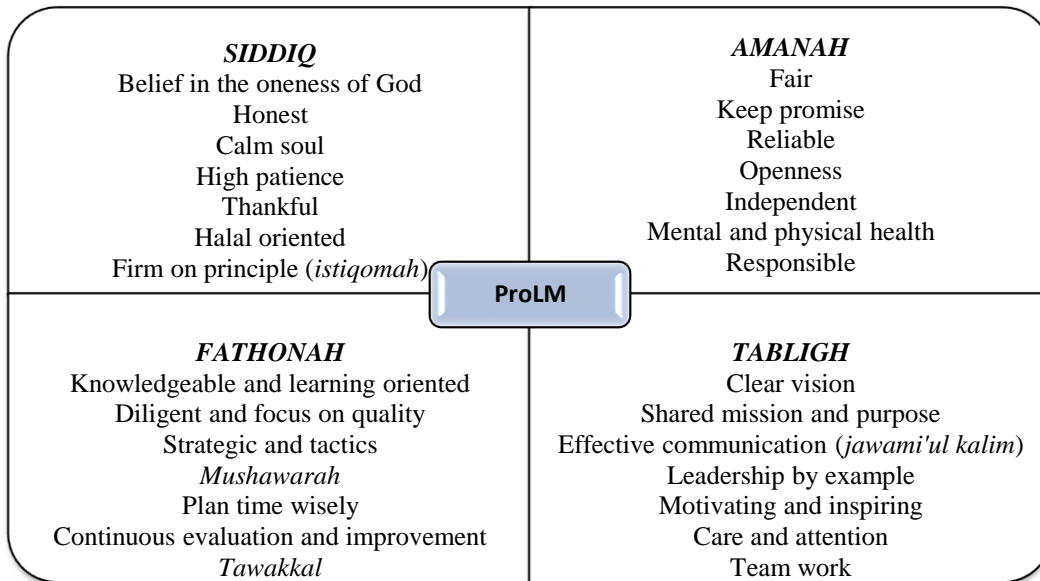 SIDDIQ
Belief in the oneness of God
Honest
Calm soul
High patience
Thankful
Halal oriented
Firm on principle (istiqomah)
AMANAH
Fair
Keep promise
Reliable
Openness
Independent
Mental and physical health
Responsible
ProLM
FATHONAH
Knowledgeable and learning oriented
Diligent and focus on quality
Strategic and tactics
Mushawarah
Plan time wisely
Continuous evaluation and improvement
Tawakkal
TABLIGH
Clear vision
Shared mission and purpose
Effective communication (jawami'ul kalim)
Leadership by example
Motivating and inspiring
Care and attention
Team work